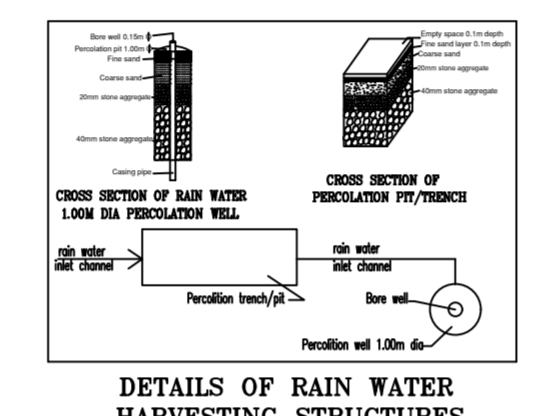 Bore well 0.15m ϕ
Percolation pit 1.00m ϕ
Fine sand
Coarse sand
20mm stone aggregate
40mm stone aggregate
Casing pipe
CROSS SECTION OF RAIN WATER
1.00M DIA PERCOLATION WELL
Empty space 0.1m depth
Fine sand layer 0.1m depth
Coarse sand
20mm stone aggregate
40mm stone aggregate
CROSS SECTION OF
PERCOLATION PIT/TRENCH
rain water
inlet channel
Percolition trench/pit
rain water
inlet channel
Bore well
Percolition well 1.00m dia
DETAILS OF RAIN WATER
HARVESTING STRUCTURES